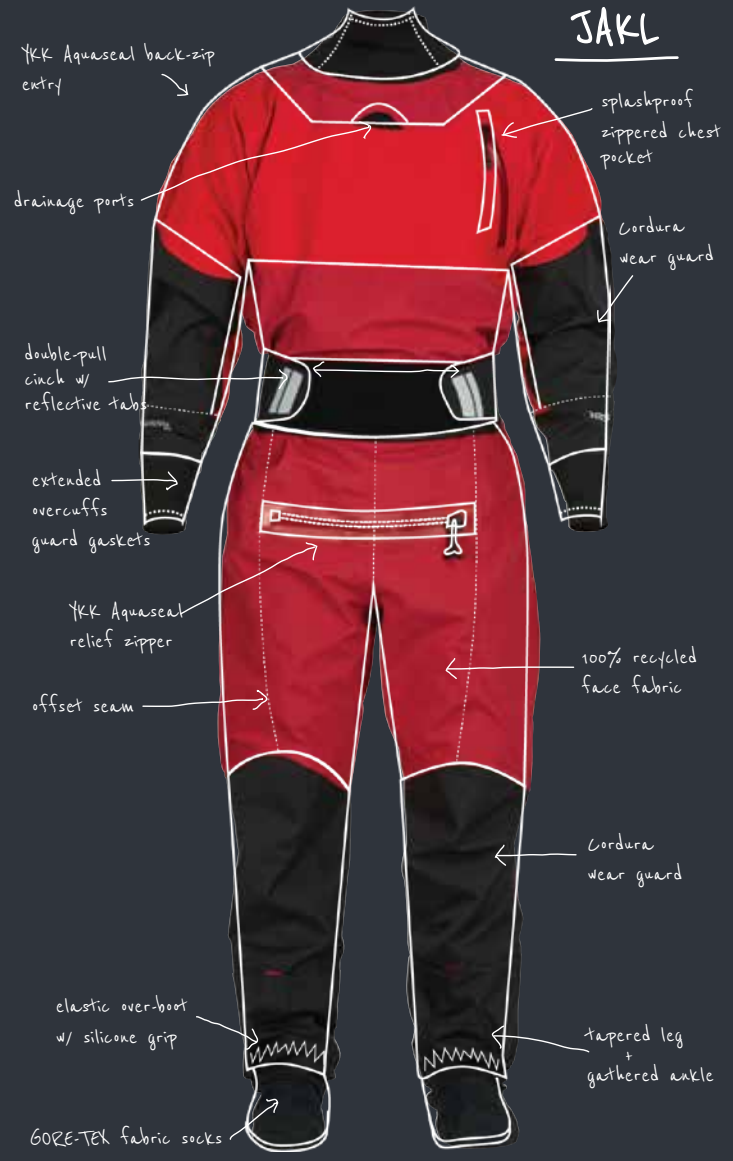 JAKL
YKK Aquaseal back-zip
entry
splashproof
zippered chest
pocket
drainage ports
Cordura
wear guard
double-pull
cinch w/
reflective tabs
extended
overcuffs
guard gaskets
YKK Aquaseal
relief zipper
100% recycled
face fabric
offset seam
Cordura
wear guard
elastic over-boot
w/ silicone grip
tapered leg
+
gathered ankle
GORE-TEX fabric socks